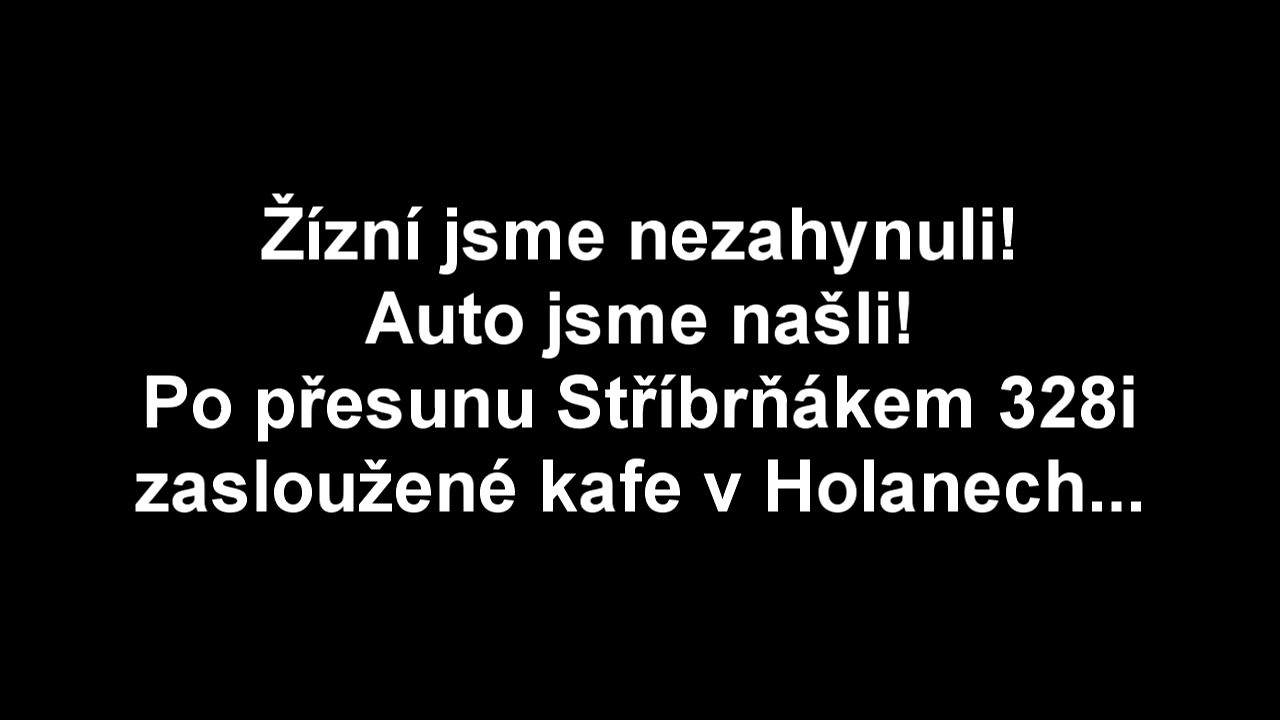 Žízní jsme nezahynuli!
Auto jsme našli!
Po přesunu Stříbrňákem 328i
zasloužené kafe v Holanech...